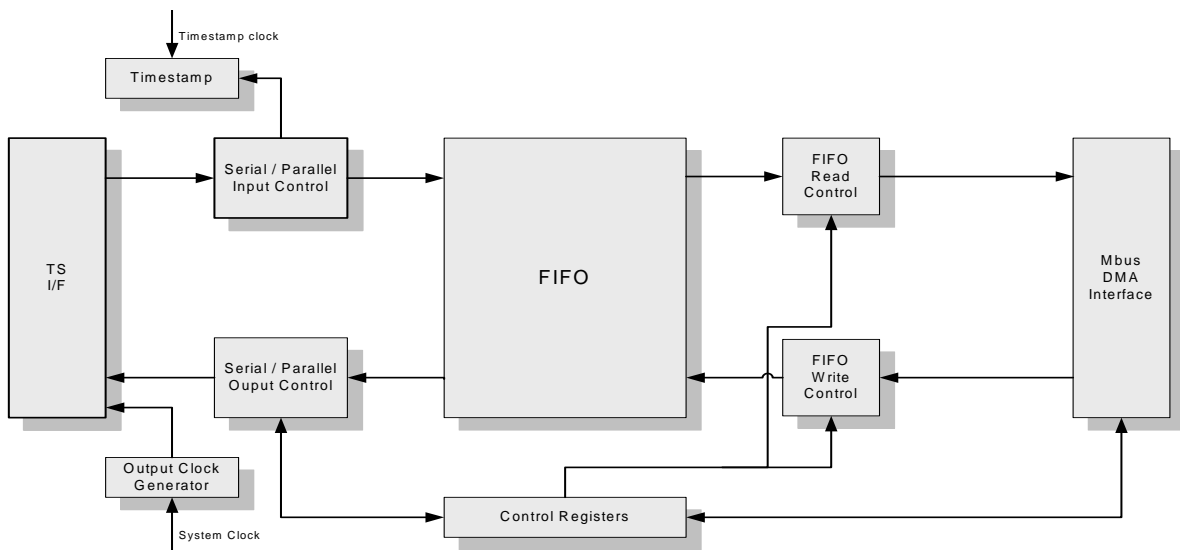 Timestamp clock
Timestamp
Serial / Parallel
Input Control
FIFO
Read
Control
TS
I/F
FIFO
Mbus
DMA
Interface
Serial / Parallel
Ouput Control
FIFO
Write
Control
Output Clock
Generator
Control Registers
System Clock